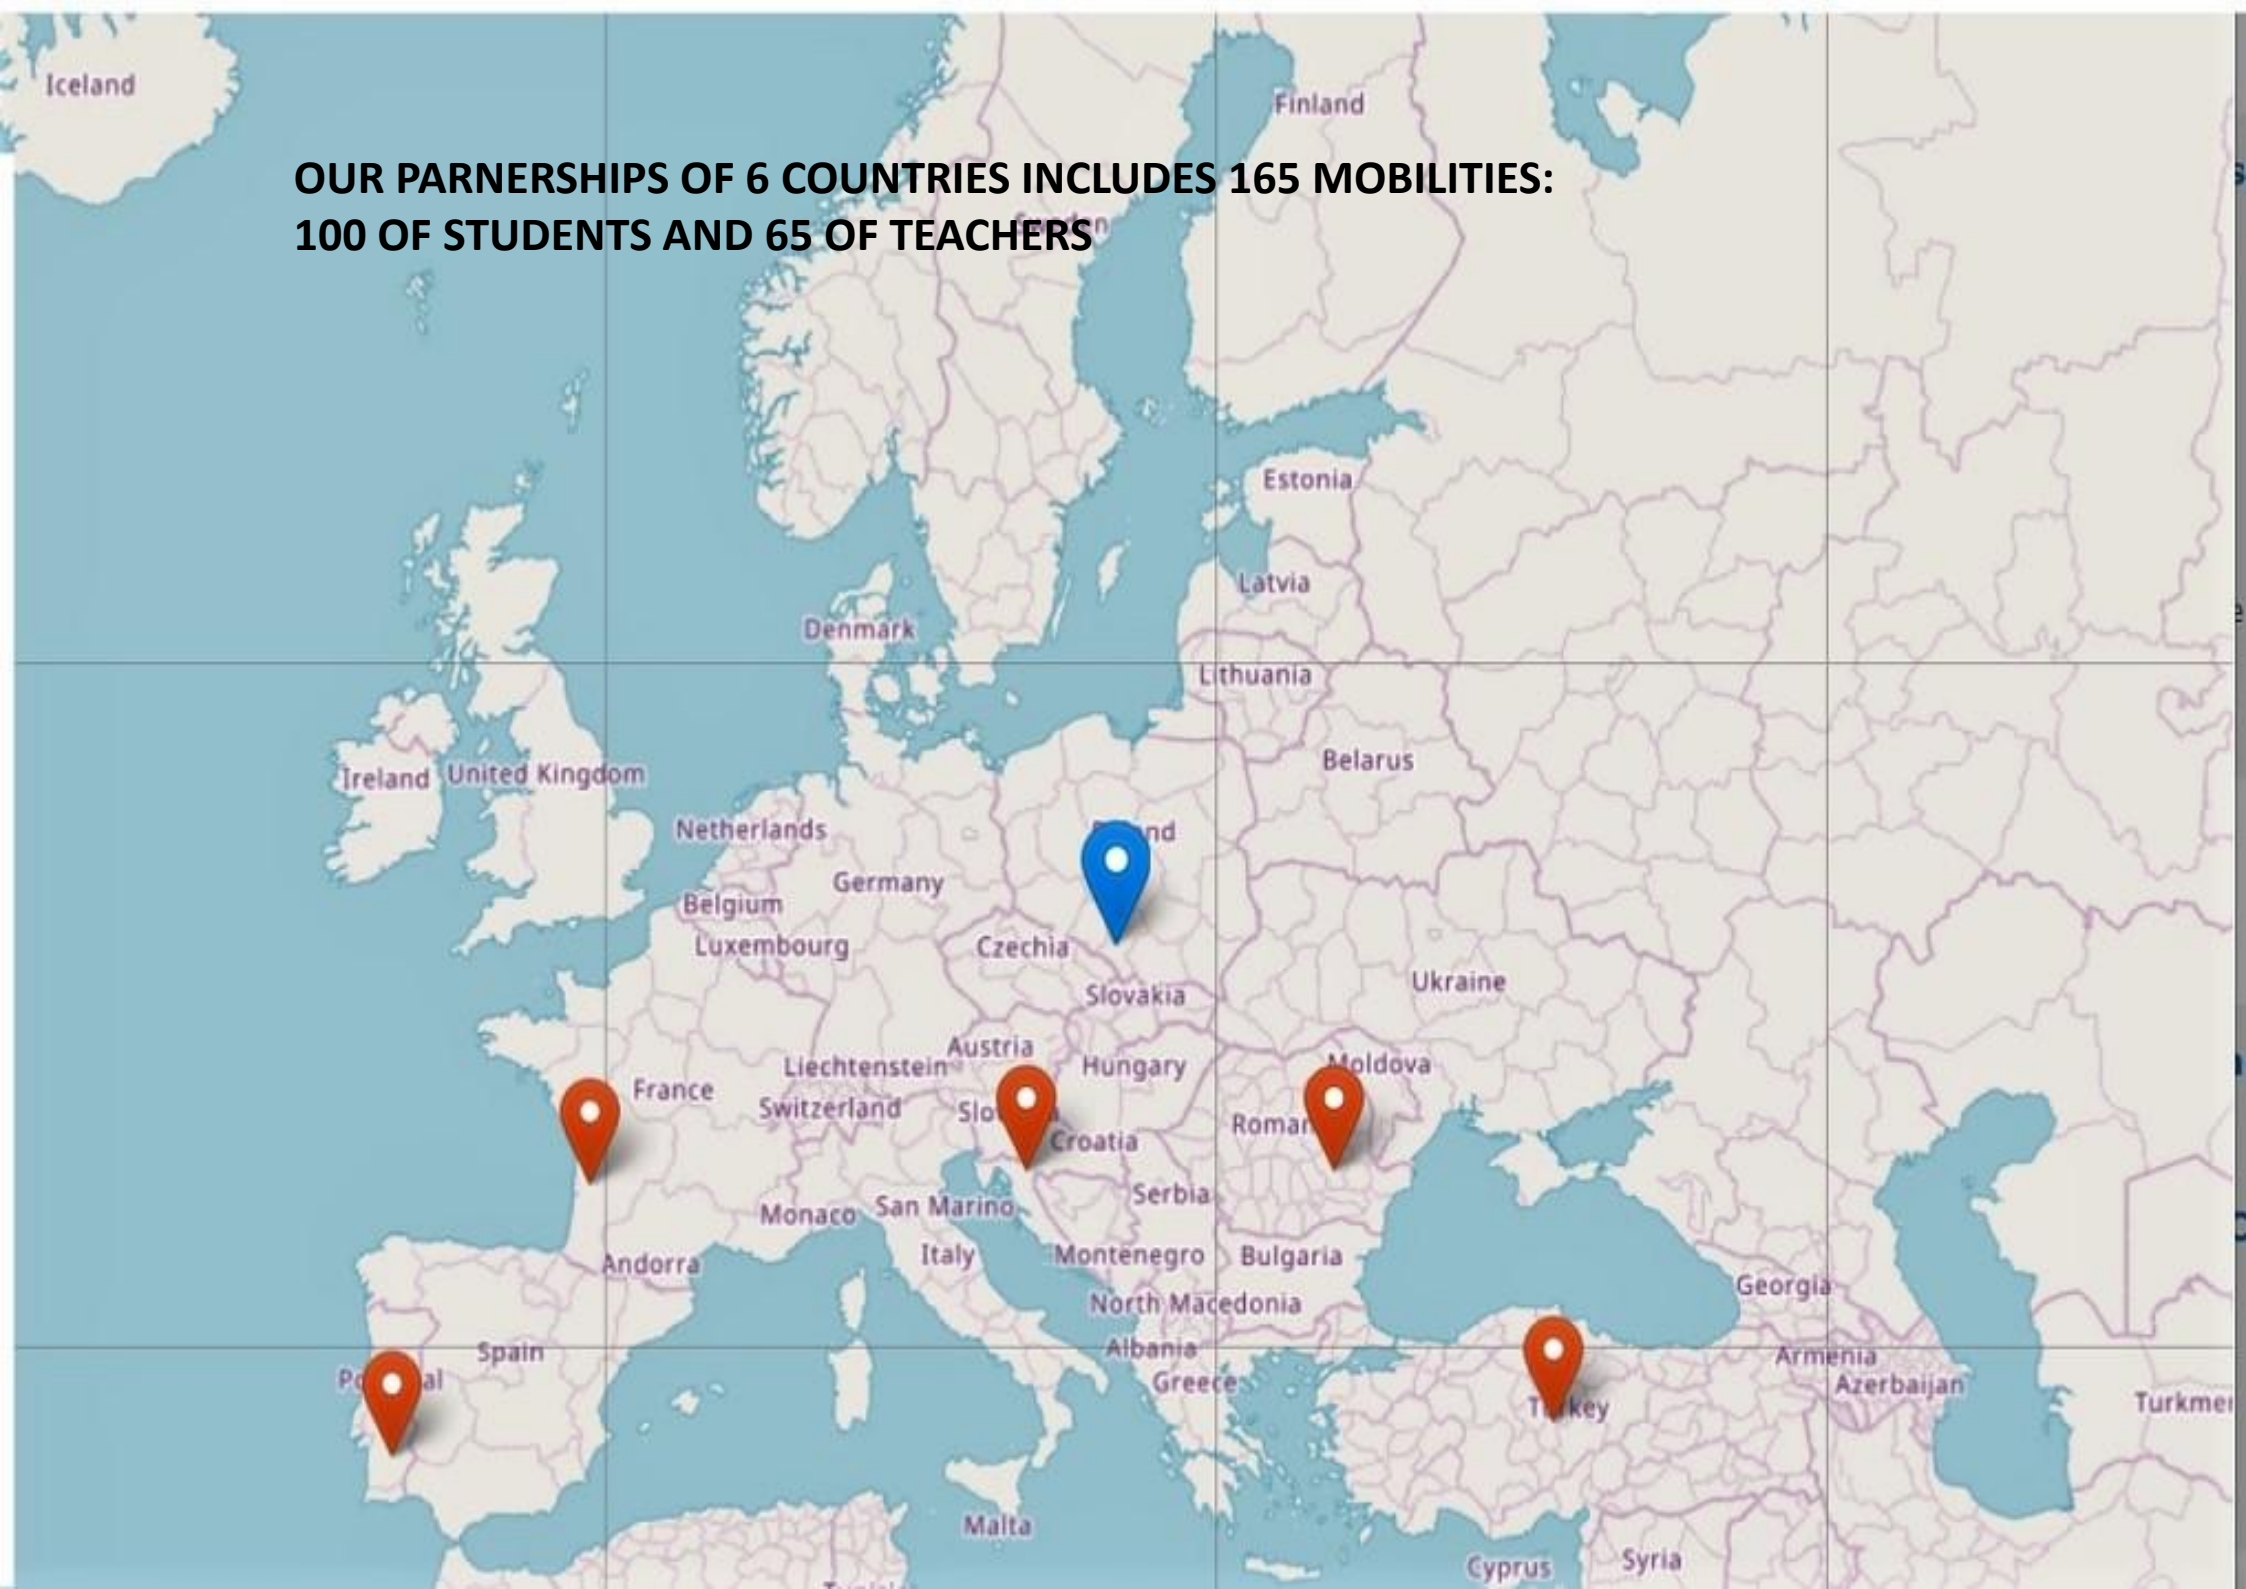 Iceland
Finland
OUR PARNERSHIPS OF 6 COUNTRIES INCLUDES 165 MOBILITIES:
100 OF STUDENTS AND 65 OF TEACHERS
Sweden
Estonia
Latvia
Denmark
Lithuania
Belarus
Ireland United Kingdom
Netherlands
Germany
Belgium
Luxembourg
Czechia
Ukraine
Slovakia
Austria
Liechtenstein
Hungary
Moldova
France
Switzerland
Croatia
Serbia
San Marino
Monaco
Italy
Montenegro
Bulgaria
Andorra
Georgia
North Macedonia
Spain
Albania
Armenia
Greece
Azerbaijan
Turkey
Malta
Syria
Cyprus